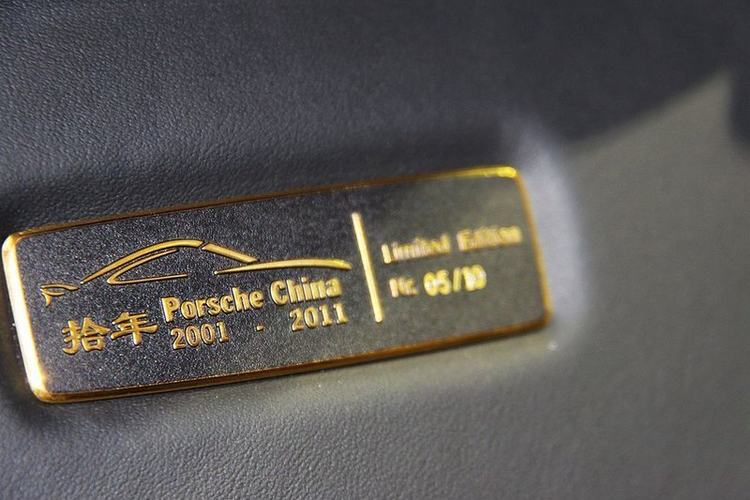 拾年 Porsche China
2001 - 2011
Limited Edition
Nr. 05/10